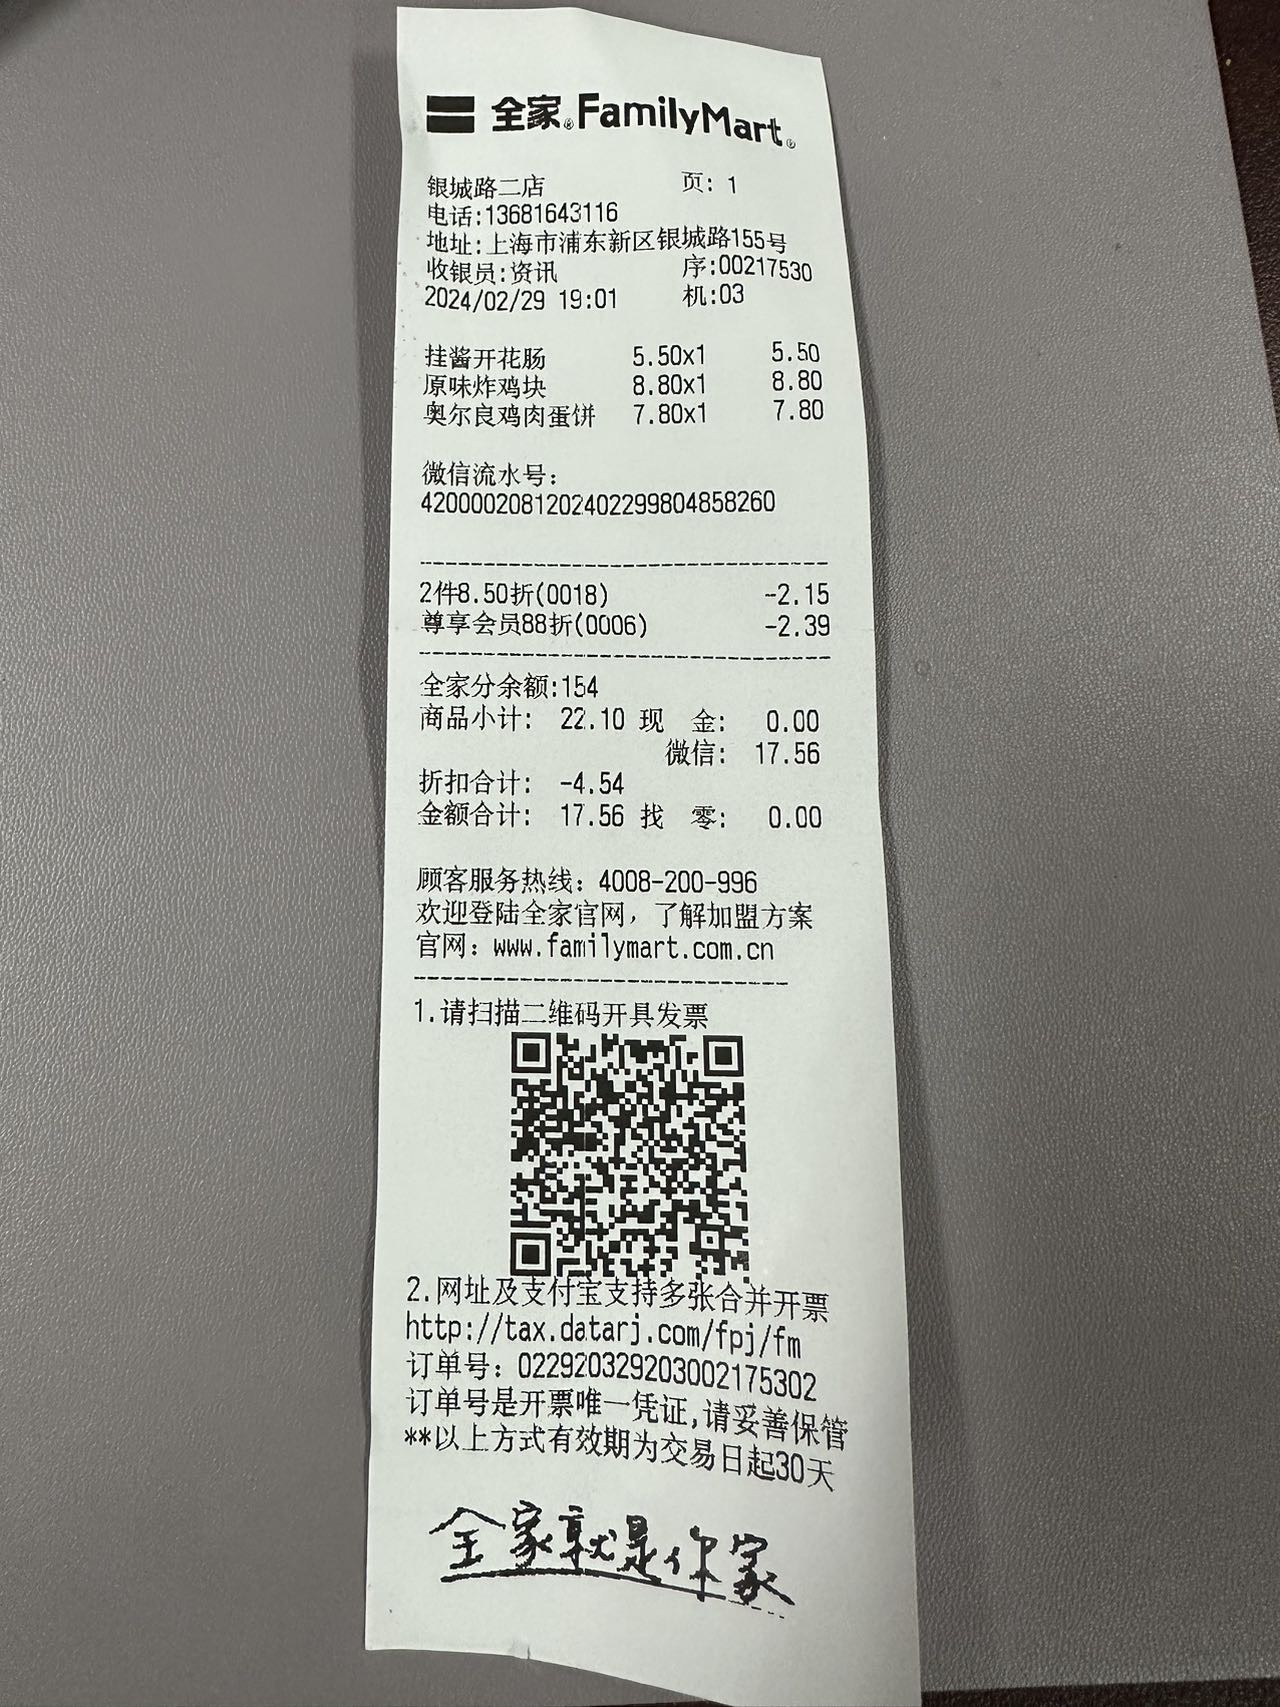 全家® FamilyMart®
银城路二店 页: 1
电话:13681643116
地址:上海市浦东新区银城路155号
收银员:资讯 序:00217530
2024/02/29 19:01 机:03
挂酱开花肠 5.50x1 5.50
原味炸鸡块 8.80x1 8.80
奥尔良鸡肉蛋饼 7.80x1 7.80
微信流水号:
4200002081202402299804858260
2件8.50折(0018) -2.15
尊享会员88折(0006) -2.39
全家分余额:154
商品小计: 22.10 现 金: 0.00
微信: 17.56
折扣合计: -4.54
金额合计: 17.56 找 零: 0.00
顾客服务热线: 4008-200-996
欢迎登陆全家官网，了解加盟方案
官网: www.familymart.com.cn
1.请扫描二维码开具发票
2.网址及支付宝支持多张合并开票
http://tax.datarj.com/fpj/fm
订单号: 022920329203002175302
订单号是开票唯一凭证,请妥善保管
**以上方式有效期为交易日起30天
全家就是你家